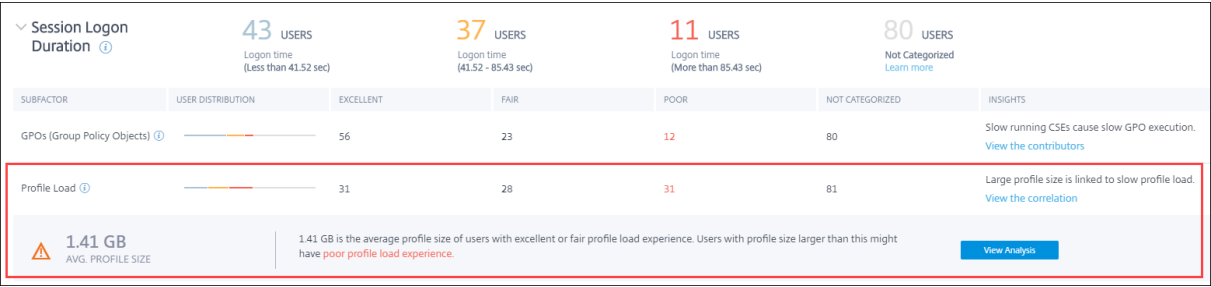 Session Logon
Duration
43 USERS
Logon time
(Less than 41.52 sec)
37 USERS
Logon time
(41.52 - 85.43 sec)
11 USERS
Logon time
(More than 85.43 sec)
80 USERS
Not Categorized
Learn more
SUBFACTOR USER DISTRIBUTION EXCELLENT FAIR POOR NOT CATEGORIZED INSIGHTS
GPOs (Group Policy Objects) 56 23 12 80
Slow running CSEs cause slow GPO execution.
View the contributors
Profile Load 31 28 31 81
Large profile size is linked to slow profile load.
View the correlation
1.41 GB
AVG. PROFILE SIZE
1.41 GB is the average profile size of users with excellent or fair profile load experience. Users with profile size larger than this might
have poor profile load experience.
View Analysis